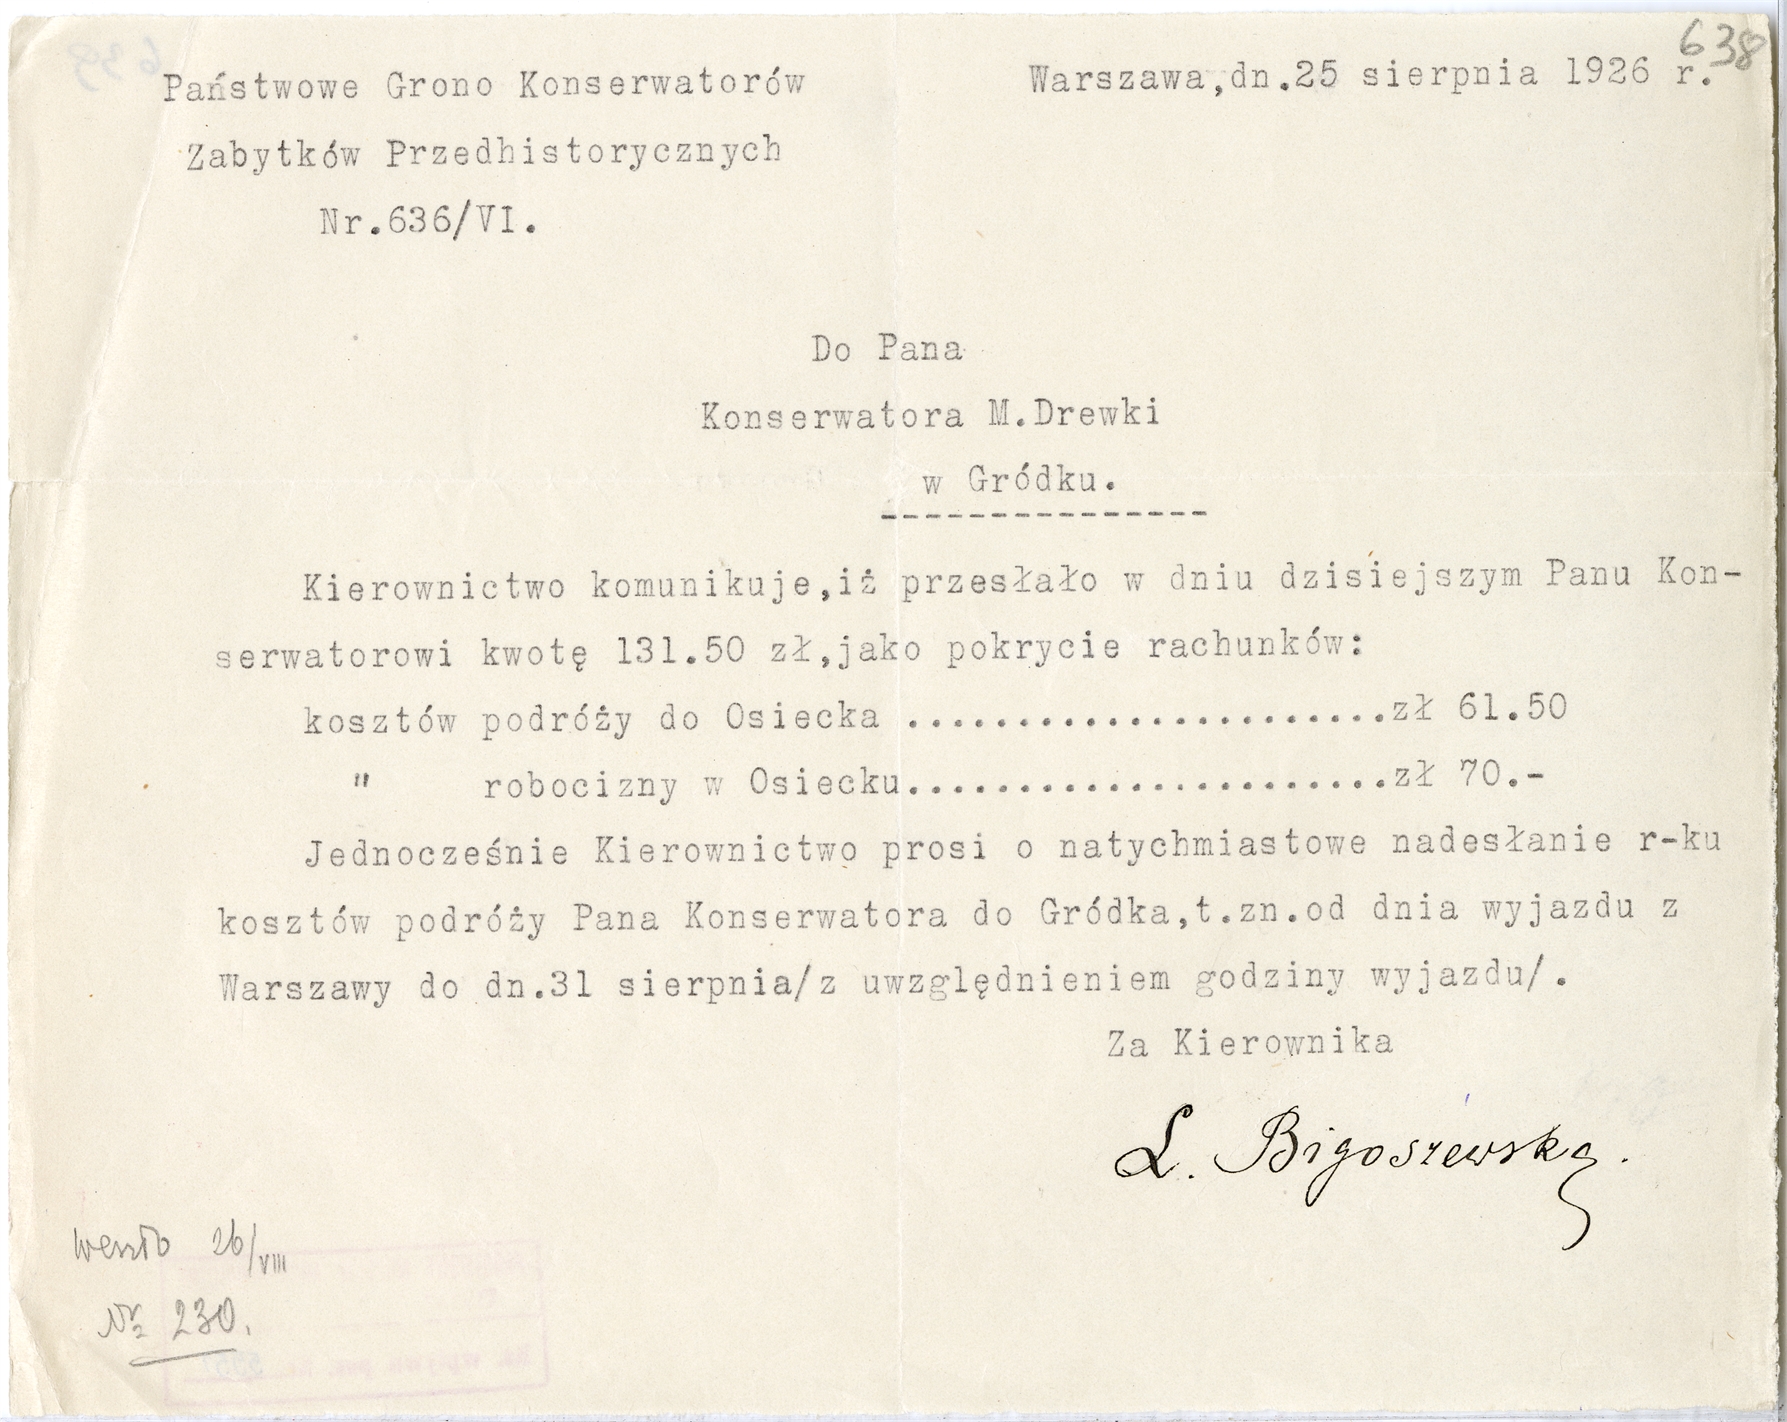 638
Państwowe Grono Konserwatorów
Warszawa,dn.25 sierpnia 1926 r.
Zabytków Przedhistorycznych
Nr.636/VI.
Do Pana
Konserwatora M.Drewki
w Gródku.
---------------
Kierownictwo komunikuje,iż przesłało w dniu dzisiejszym Panu Kon-
serwatorowi kwotę 131.50 zł,jako pokrycie rachunków:
kosztów podróży do Osiecka ......................zł 61.50
" robocizny w Osiecku......................zł 70.-
Jednocześnie Kierownictwo prosi o natychmiastowe nadesłanie r-ku
kosztów podróży Pana Konserwatora do Gródka,t.zn.od dnia wyjazdu z
Warszawy do dn.31 sierpnia/z uwzględnieniem godziny wyjazdu/.
Za Kierownika
L. Bigoszewska.
weszło 26/VIII
Nr 230.